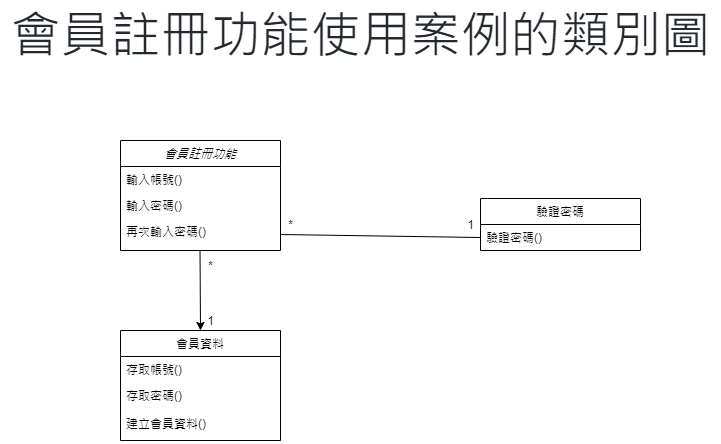 會員註冊功能使用案例的類別圖
會員註冊功能
輸入帳號()
輸入密碼()
再次輸入密碼()
*
1
驗證密碼
驗證密碼()
*
1
會員資料
存取帳號()
存取密碼()
建立會員資料()